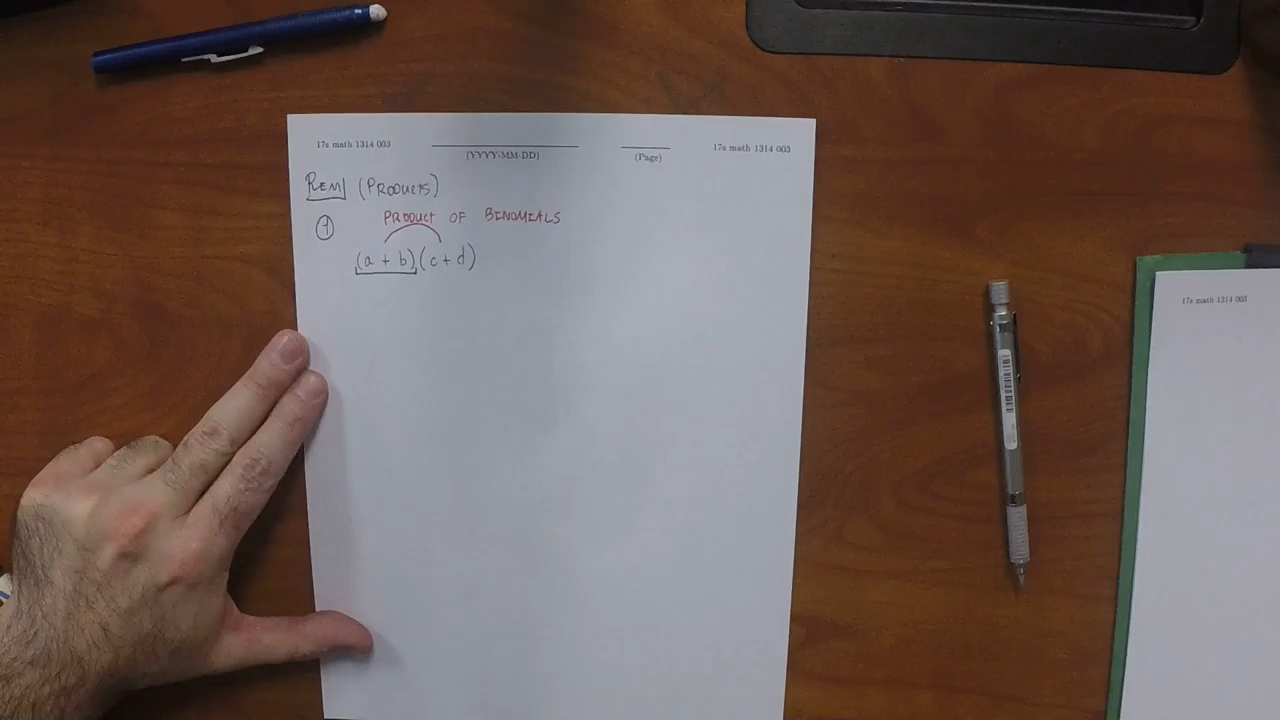 17s math 1314 003 (YYYY-MM-DD) (Page) 17s math 1314 003
REM (PRODUCTS)
1 PRODUCT OF BINOMIALS
(a + b)(c + d)
17s math 1314 003